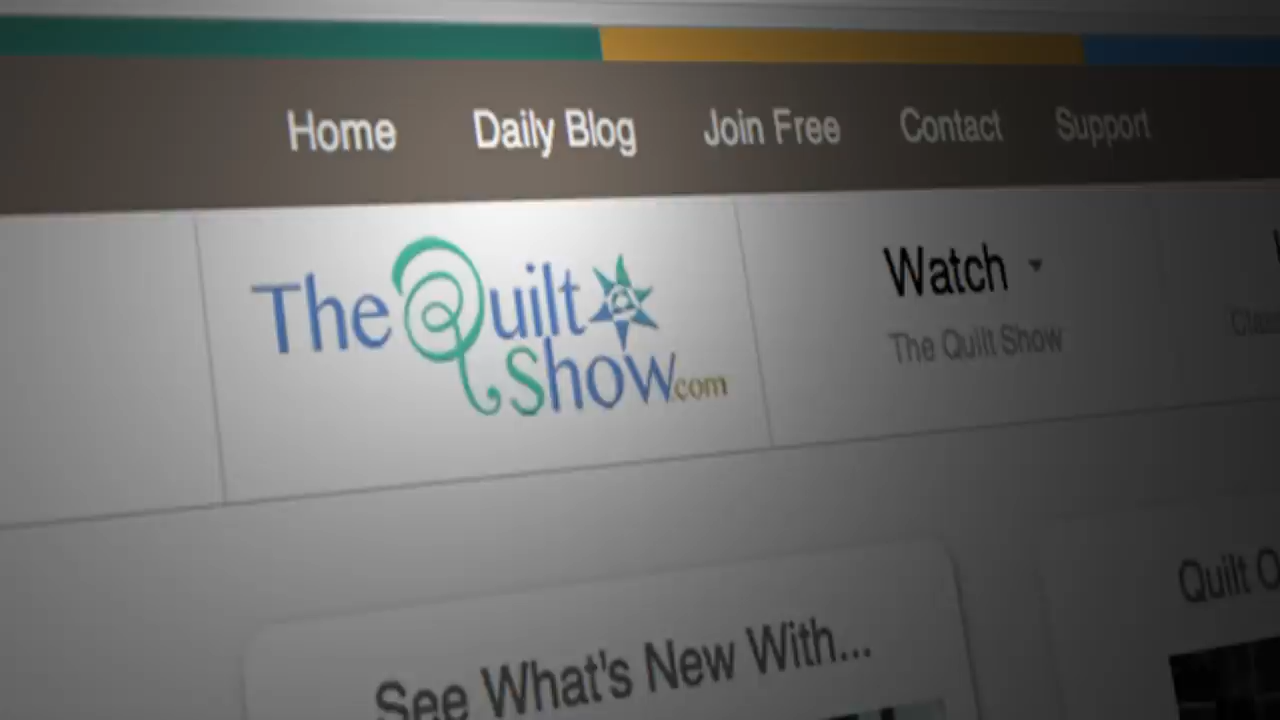 Home Daily Blog Join Free Contact Support
The Quilt
Show.com
Watch
The Quilt Show
See What's New With...
Quilt